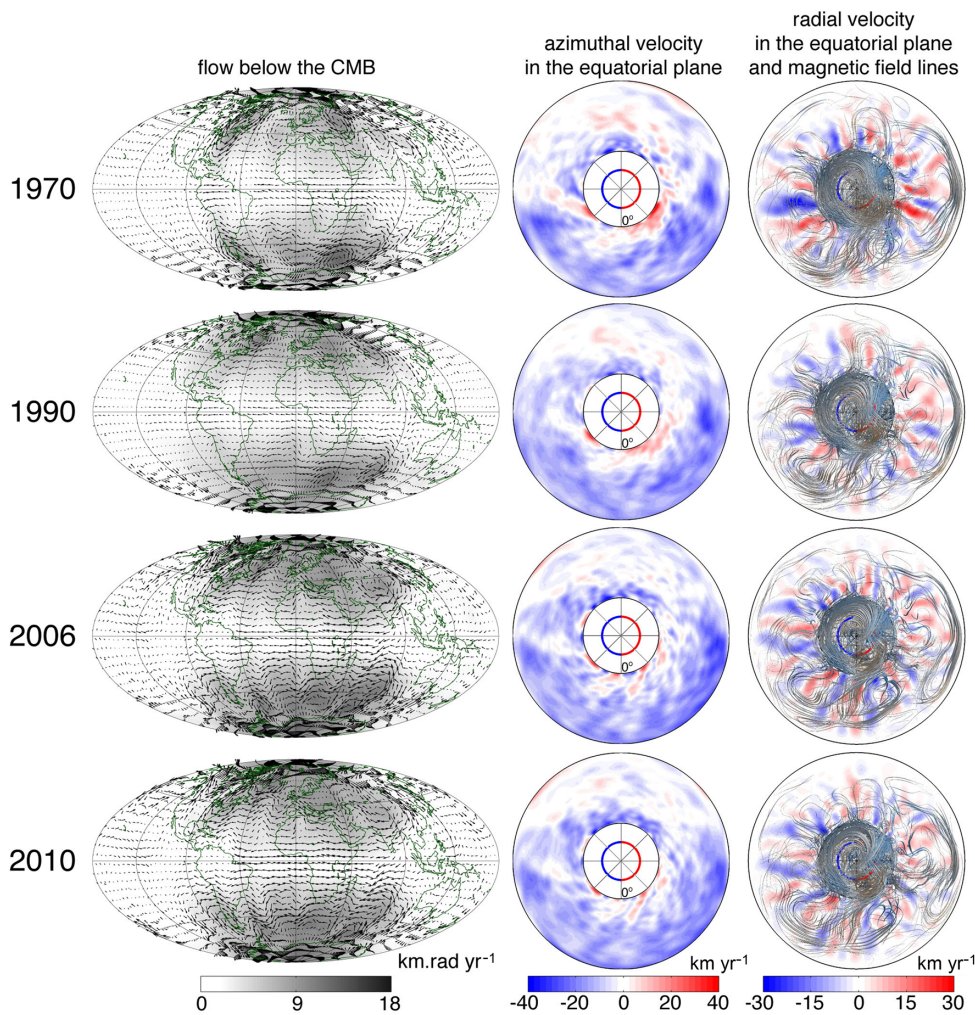 flow below the CMB
azimuthal velocity
in the equatorial plane
radial velocity
in the equatorial plane
and magnetic field lines
1970
0°
1990
0°
2006
0°
2010
0°
km.rad yr⁻¹
0 9 18
km yr⁻¹
-40 -20 0 20 40
km yr⁻¹
-30 -15 0 15 30